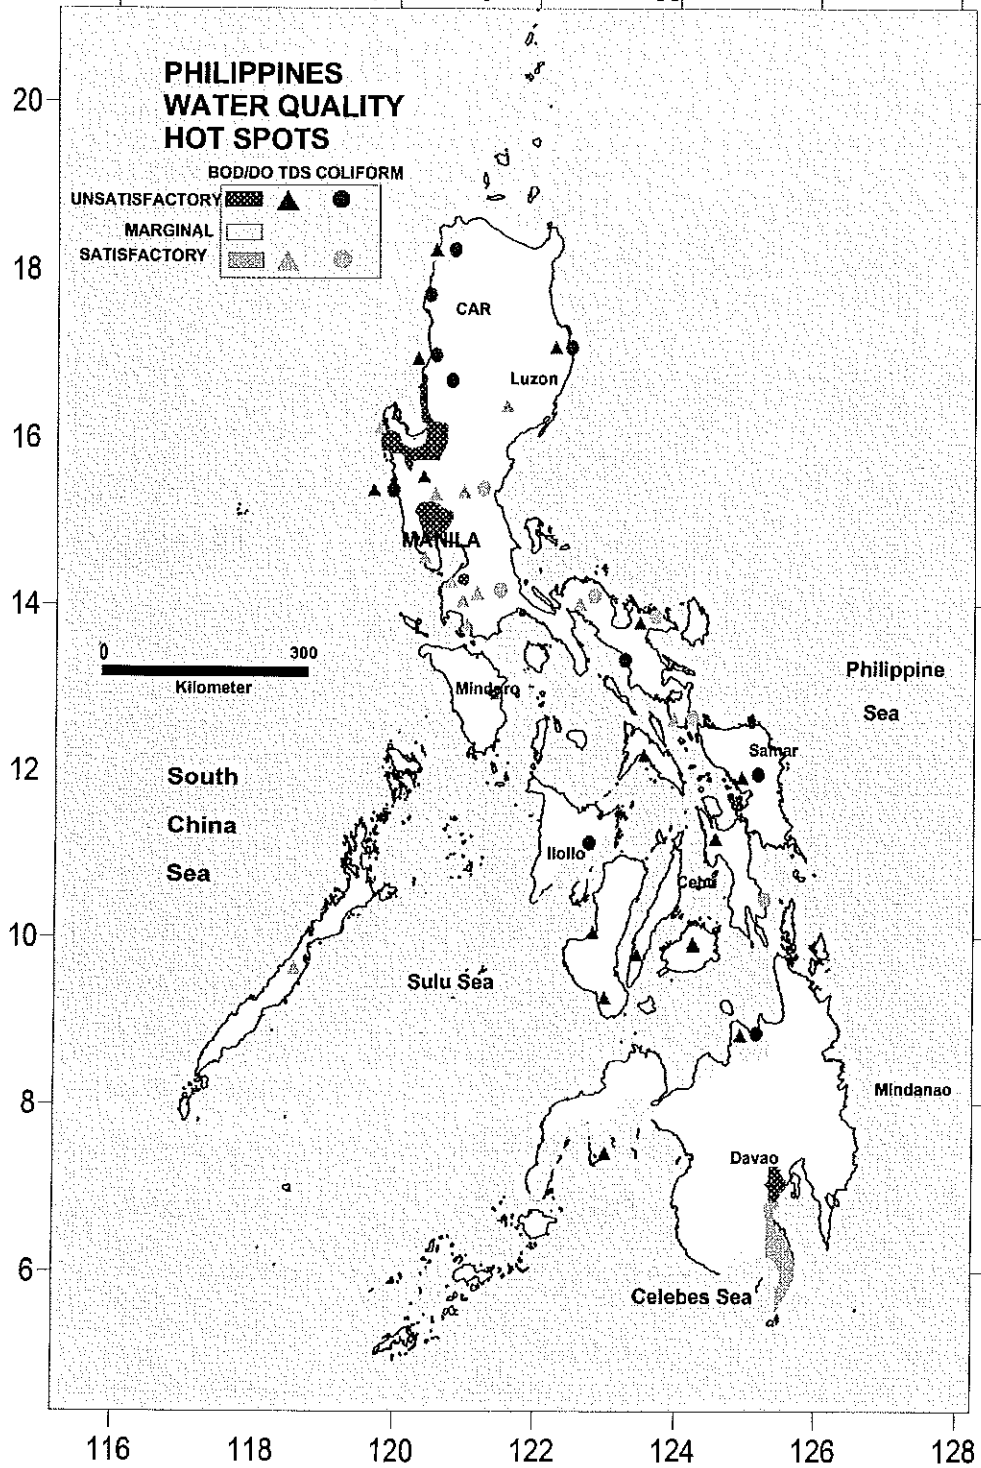 PHILIPPINES
WATER QUALITY
HOT SPOTS
BOD/DO TDS COLIFORM
UNSATISFACTORY
MARGINAL
SATISFACTORY
20
18
CAR
Luzon
16
MANILA
14
0 300
Kilometer
Mindoro
Philippine
Sea
Samar
12
South
China
Sea
Iloilo
Cebu
10
Sulu Sea
8
Mindanao
Davao
6
Celebes Sea
116 118 120 122 124 126 128